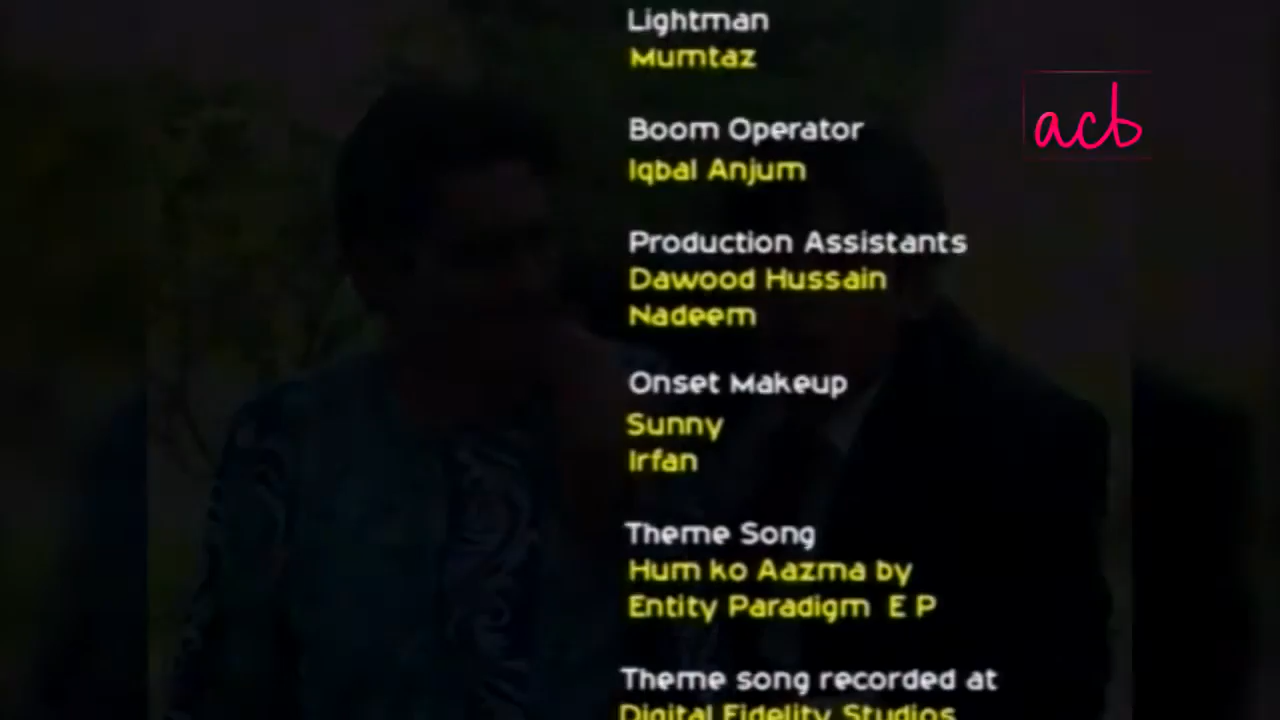 Lightman
Mumtaz
acb
Boom Operator
Iqbal Anjum
Production Assistants
Dawood Hussain
Nadeem
Onset Makeup
Sunny
Irfan
Theme Song
Hum ko Aazma by
Entity Paradigm E P
Theme song recorded at
Digital Fidelity Studios